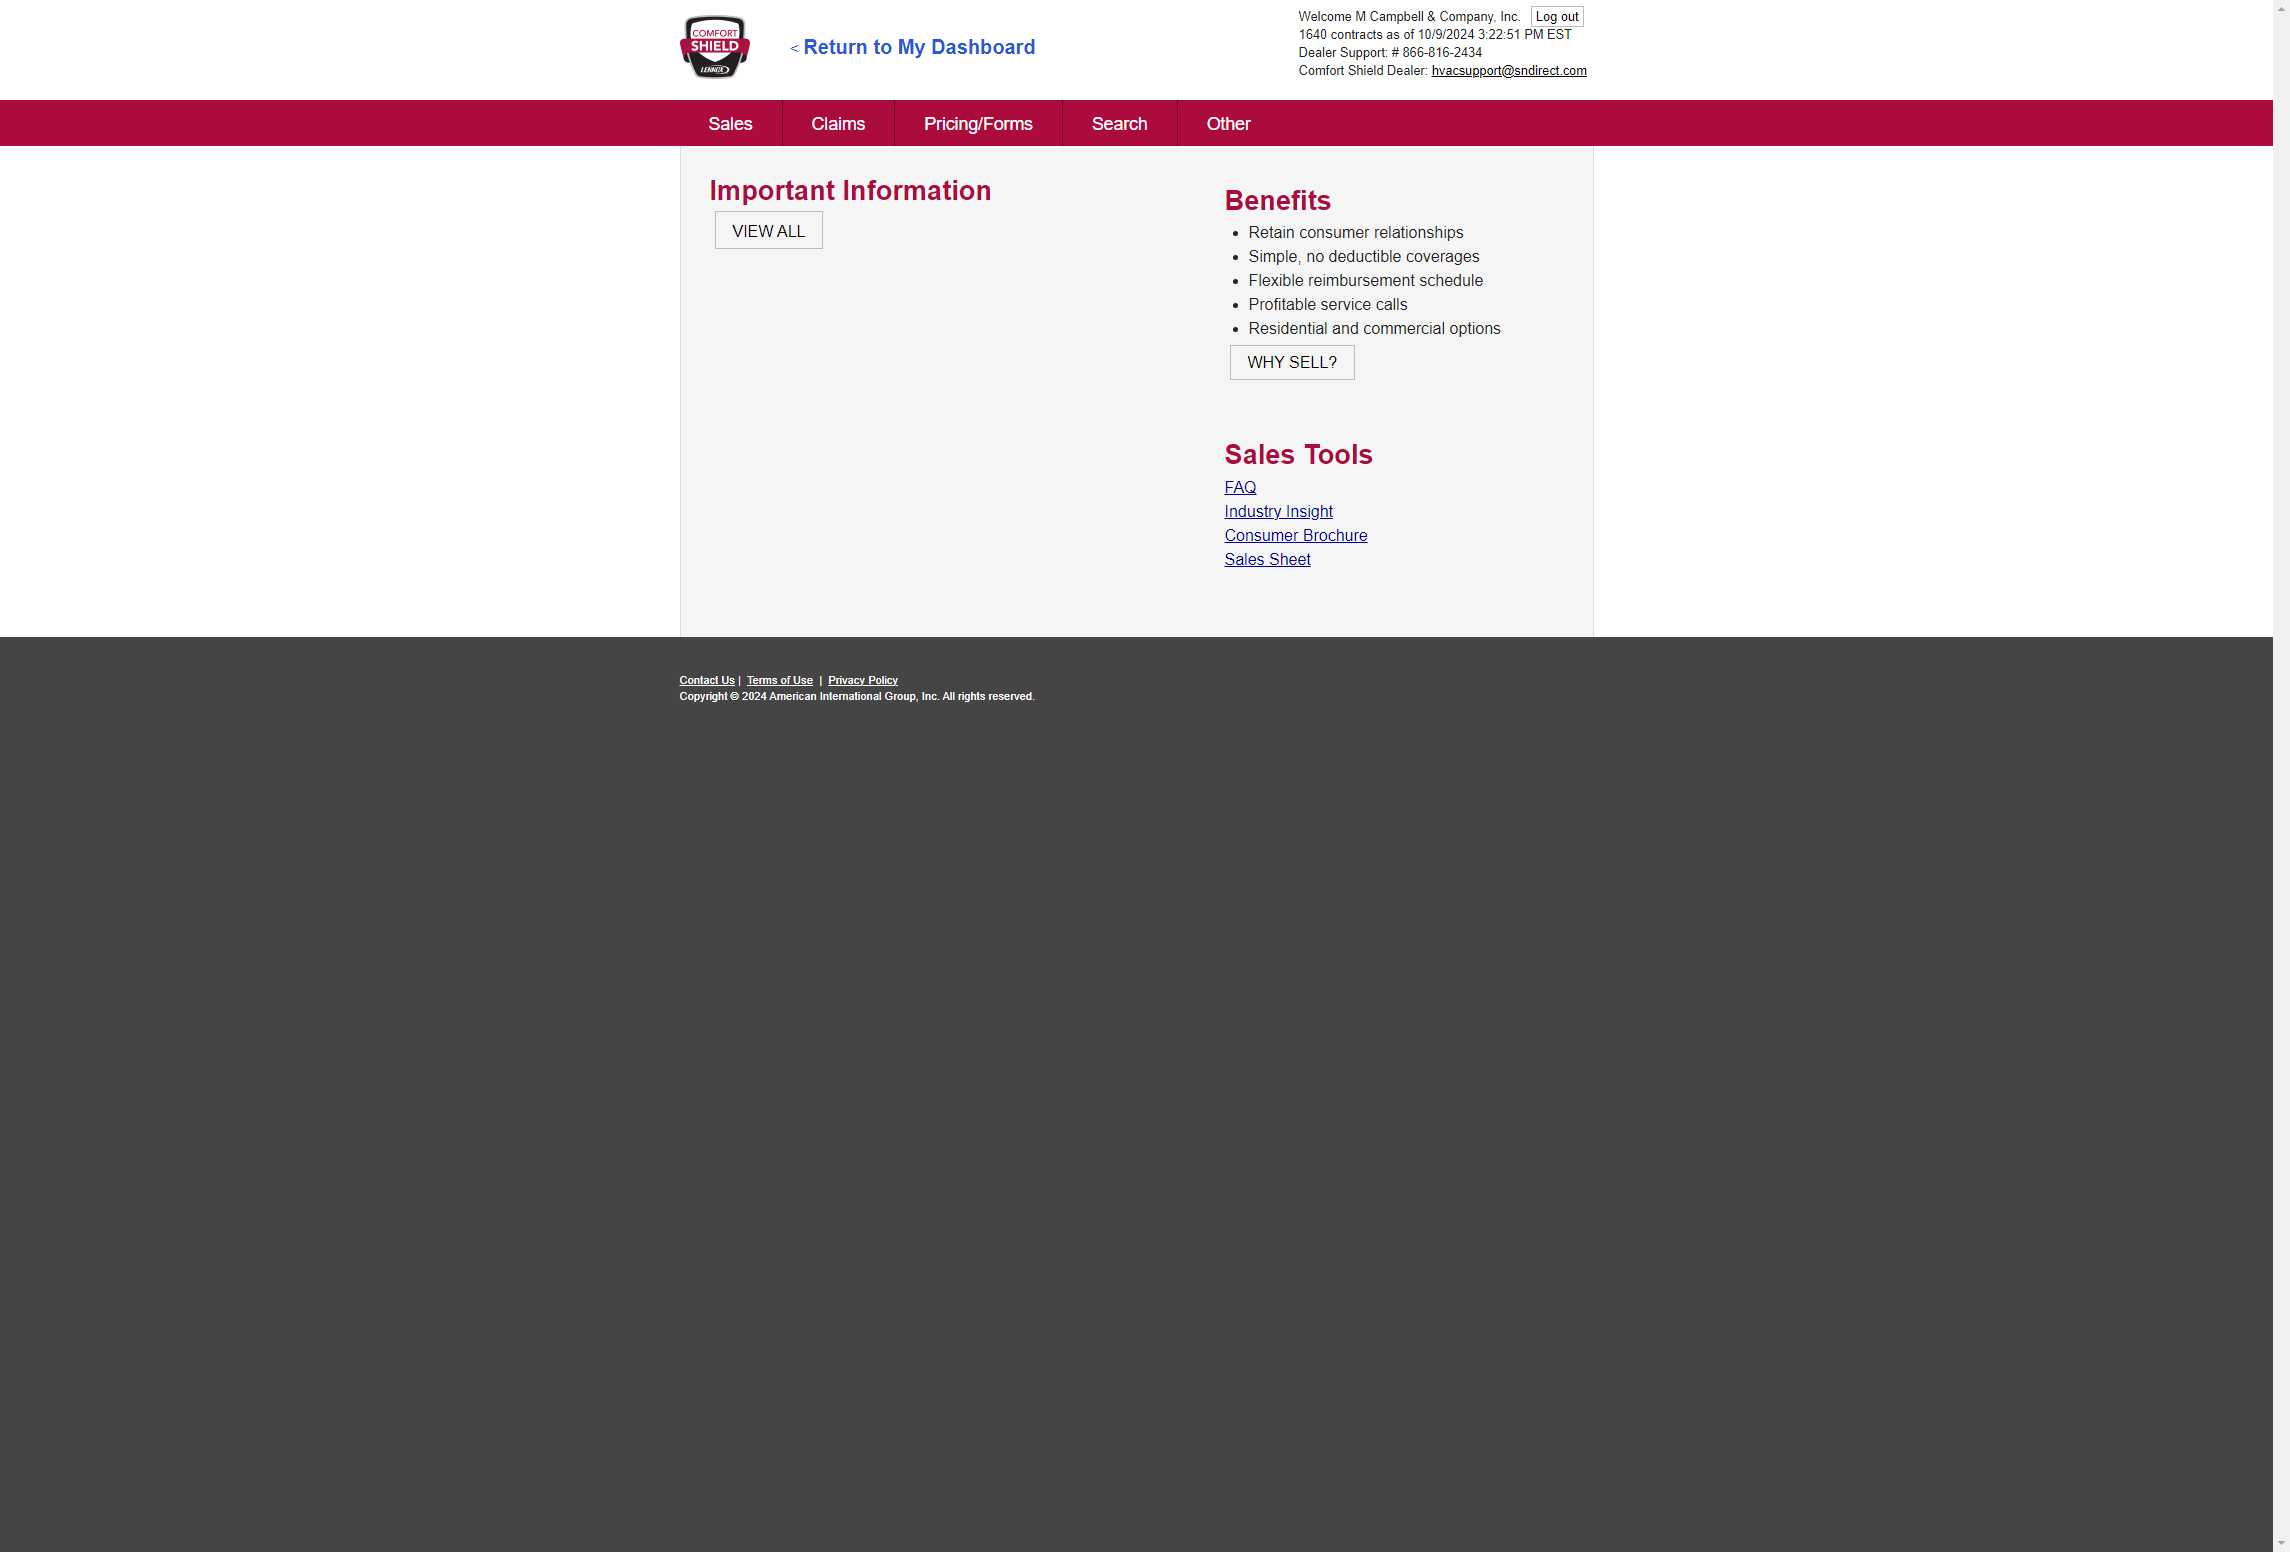 COMFORT
SHIELD
LENNOX
< Return to My Dashboard
Welcome M Campbell & Company, Inc. Log out
1640 contracts as of 10/9/2024 3:22:51 PM EST
Dealer Support: # 866-816-2434
Comfort Shield Dealer: hvacsupport@sndirect.com
Sales Claims Pricing/Forms Search Other
Important Information
VIEW ALL
Benefits
• Retain consumer relationships
• Simple, no deductible coverages
• Flexible reimbursement schedule
• Profitable service calls
• Residential and commercial options
WHY SELL?
Sales Tools
FAQ
Industry Insight
Consumer Brochure
Sales Sheet
Contact Us | Terms of Use | Privacy Policy
Copyright © 2024 American International Group, Inc. All rights reserved.